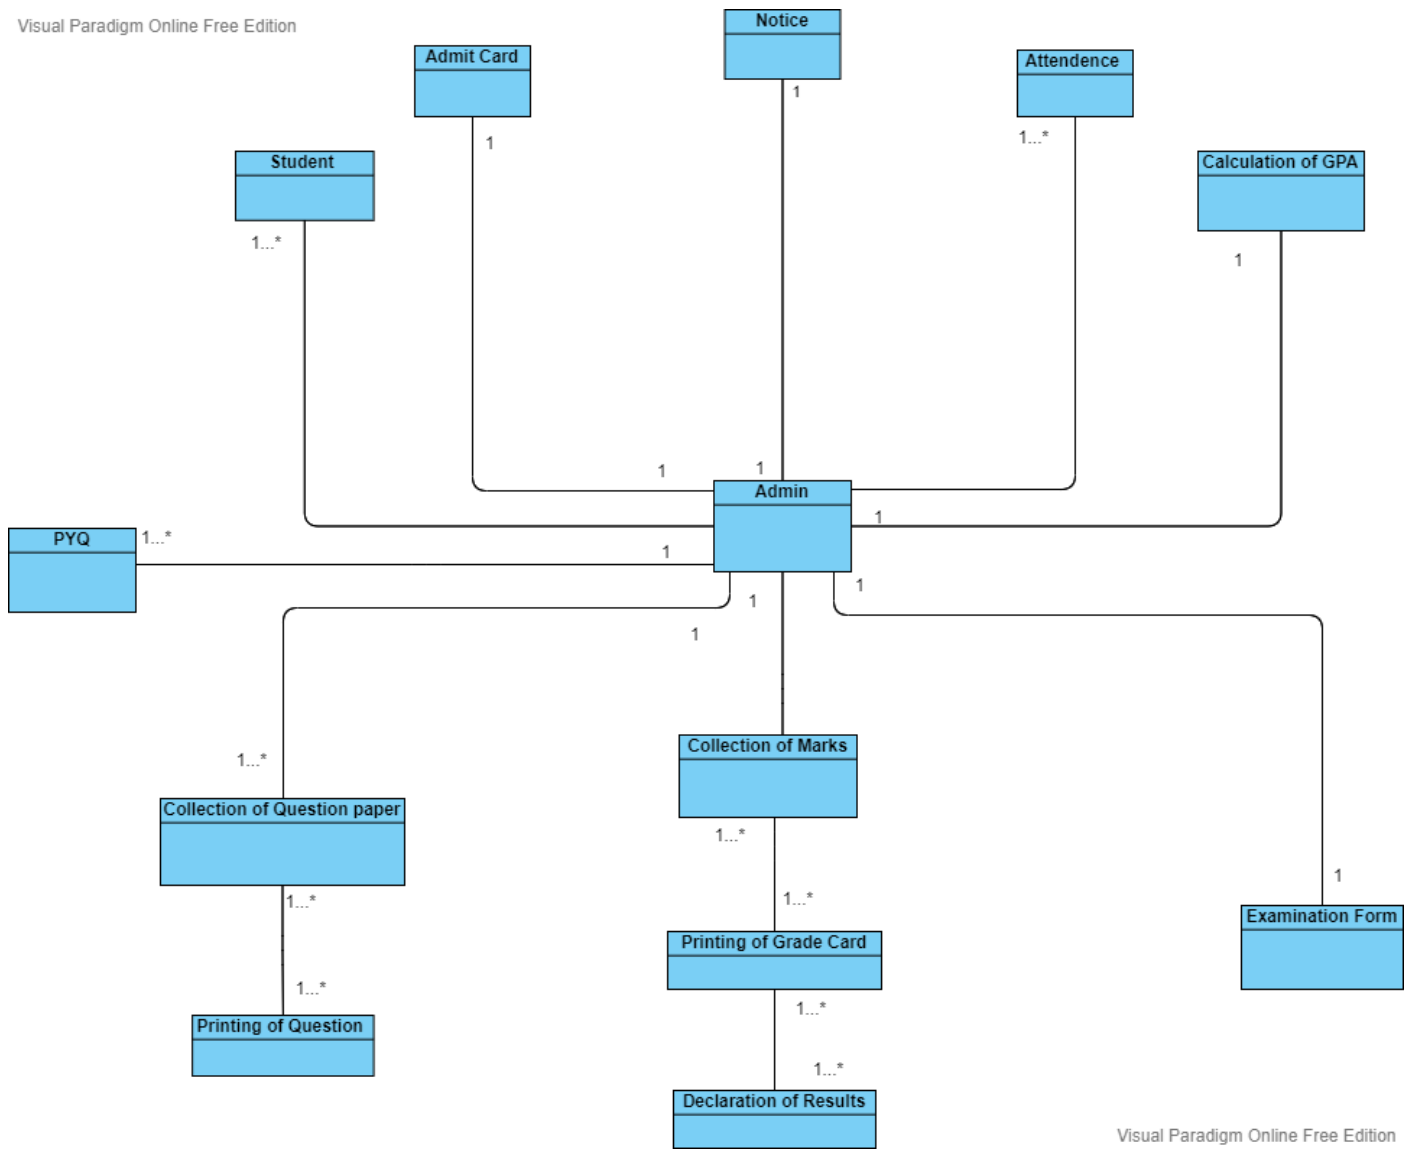 Visual Paradigm Online Free Edition
Notice
Admit Card
Attendence
1
1
1...*
Student
Calculation of GPA
1...*
1
1
1
Admin
1
PYQ
1...*
1
1
1
1
1...*
Collection of Marks
Collection of Question paper
1...*
1
1...*
1...*
Examination Form
Printing of Grade Card
1...*
1...*
Printing of Question
1...*
Declaration of Results
Visual Paradigm Online Free Edition